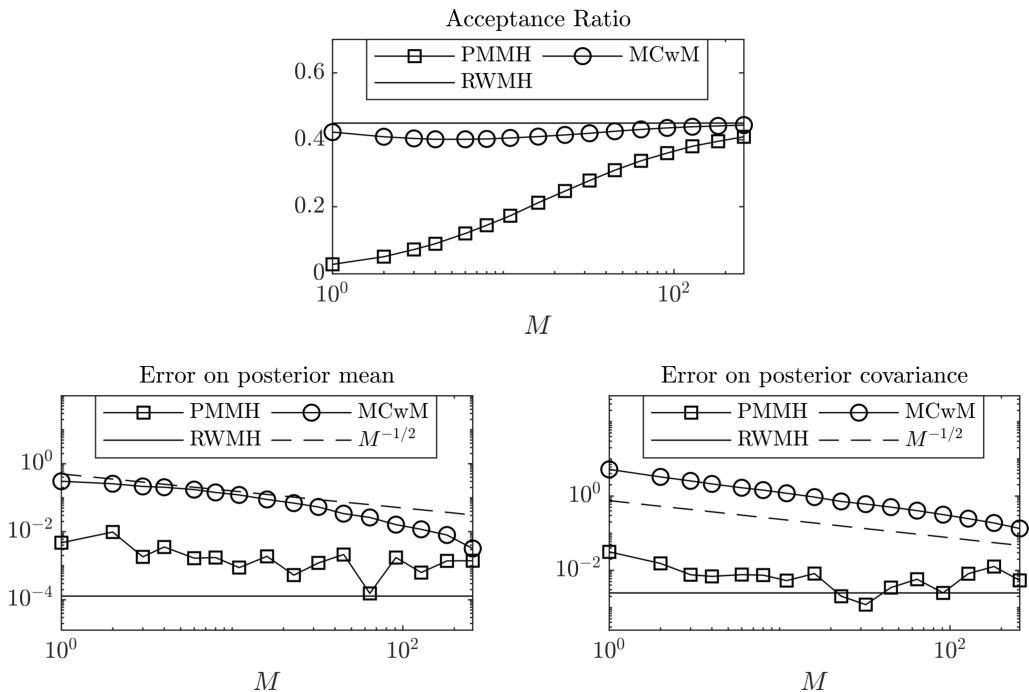 Acceptance Ratio
PMMH MCwM
RWMH
0.6
0.4
0.2
0
10^0 10^2
M
Error on posterior mean
PMMH MCwM
RWMH M^{-1/2}
10^0
10^{-2}
10^{-4}
10^0 10^2
M
Error on posterior covariance
PMMH MCwM
RWMH M^{-1/2}
10^0
10^{-2}
10^0 10^2
M